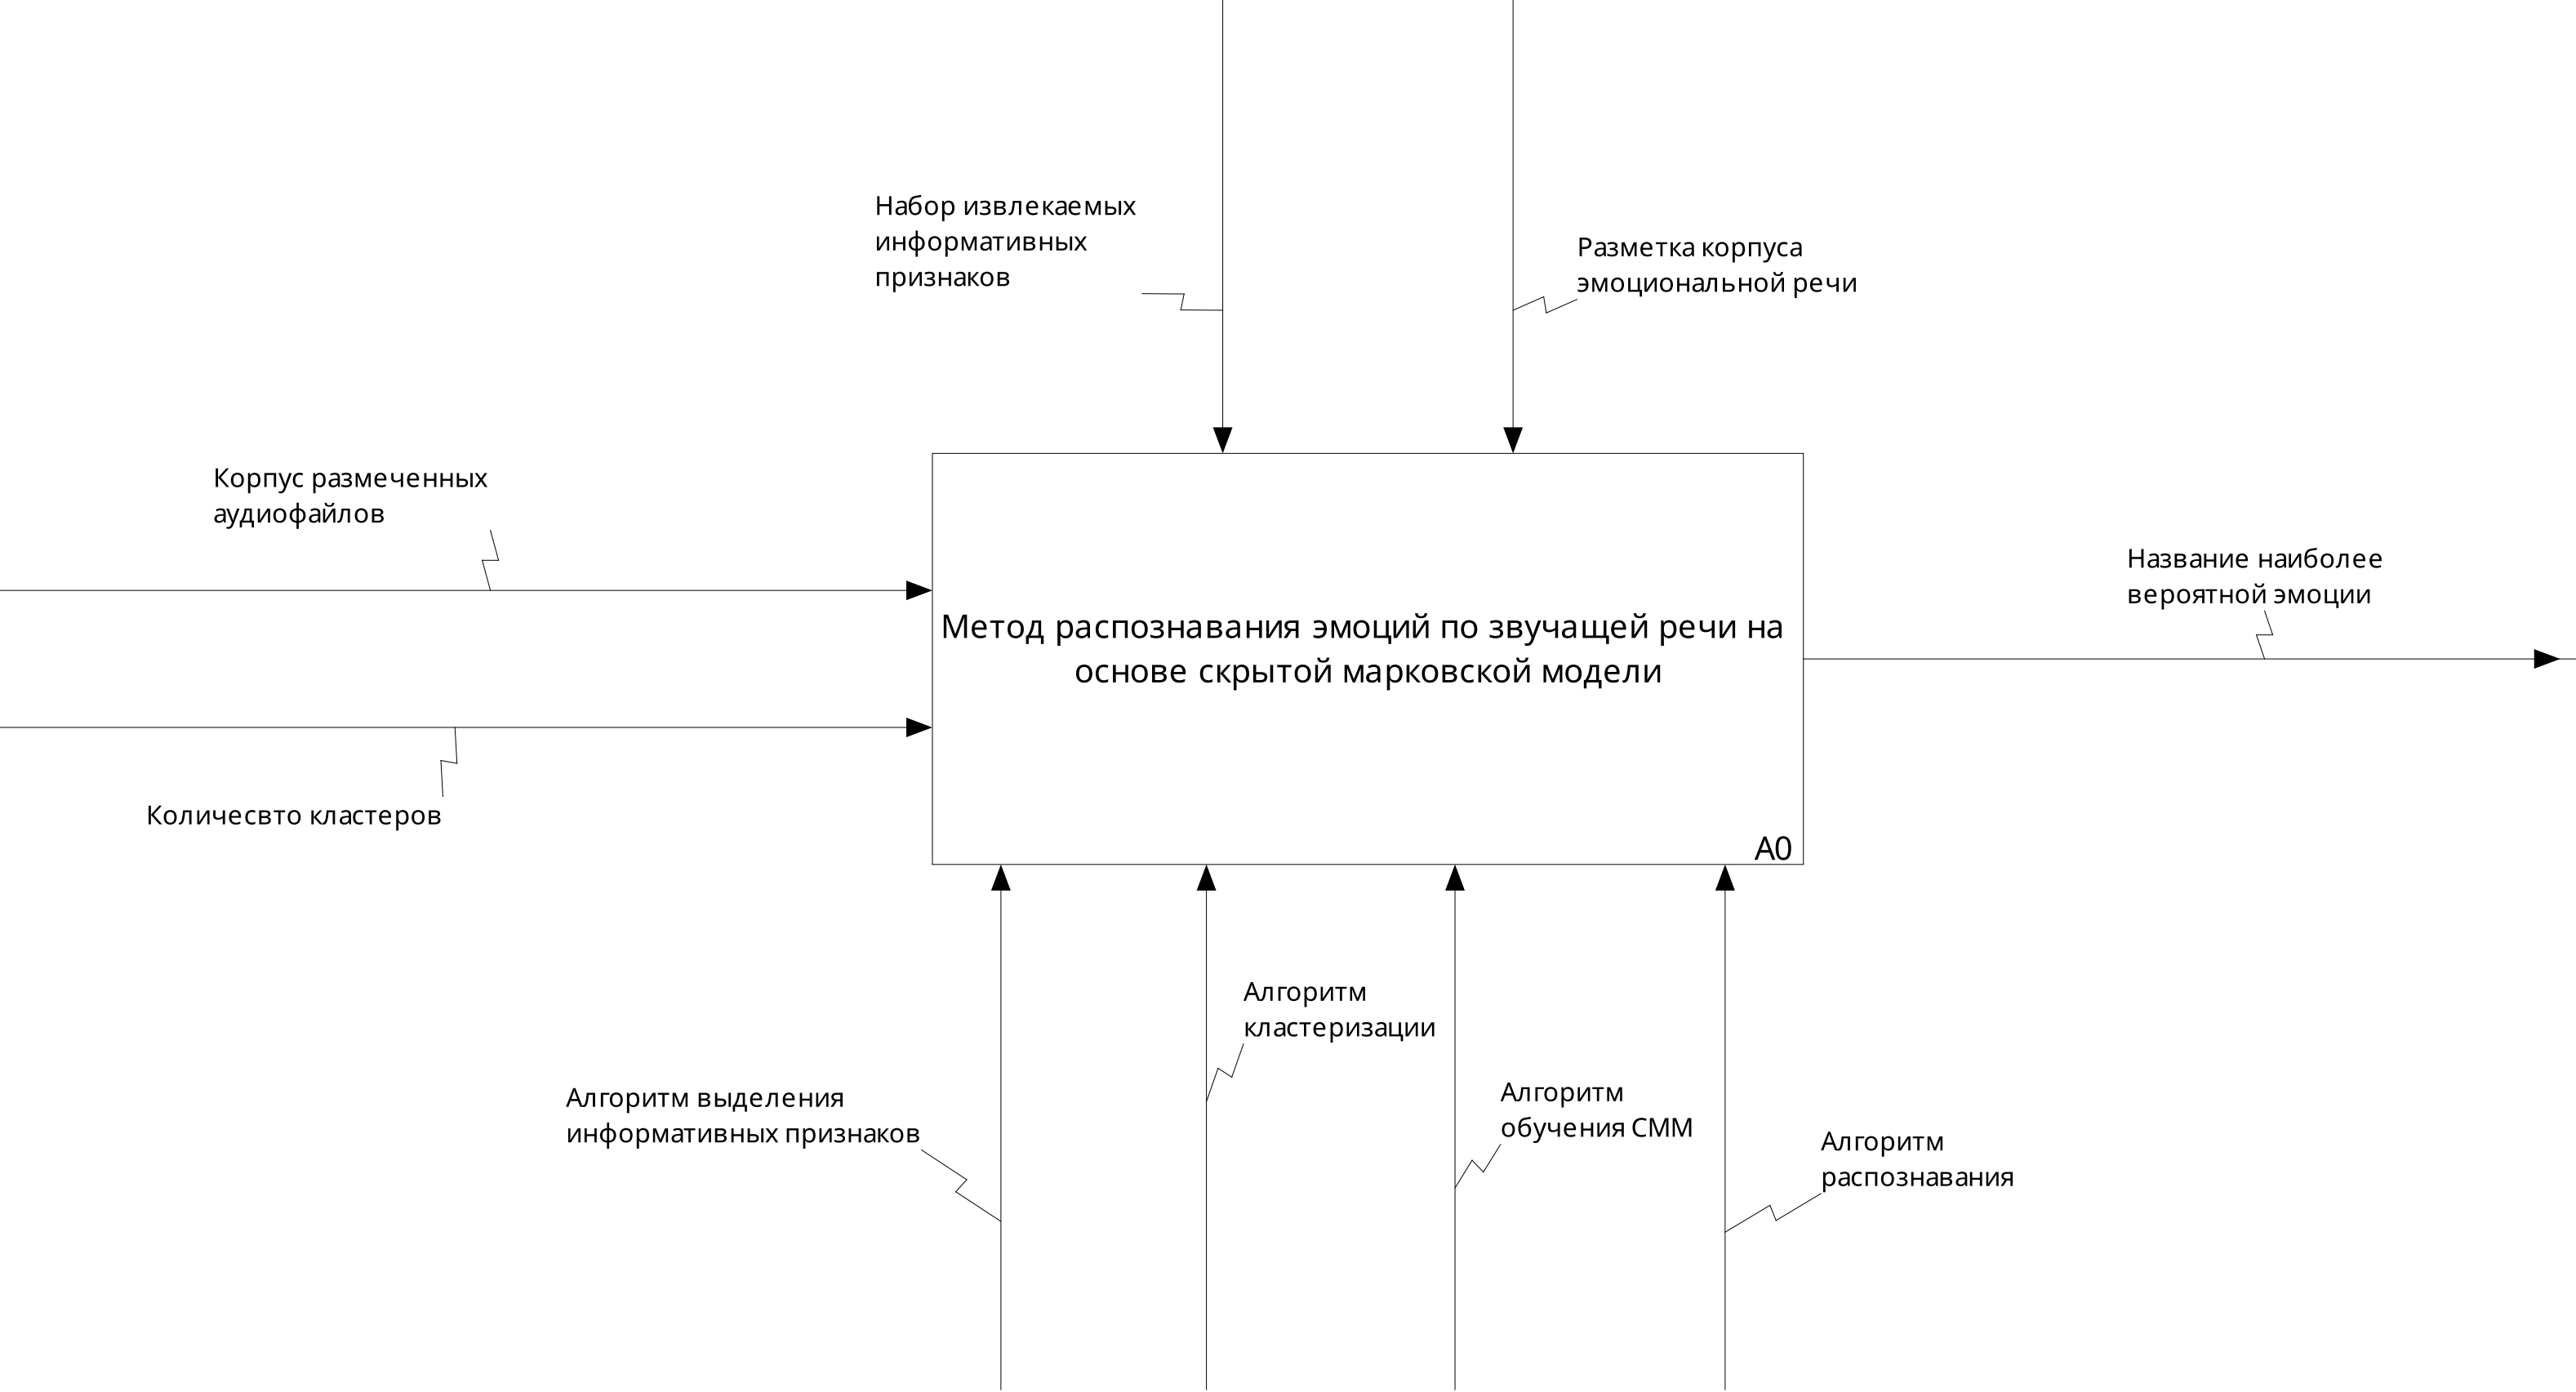 Набор извлекаемых
информативных
признаков
Разметка корпуса
эмоциональной речи
Корпус размеченных
аудиофайлов
Название наиболее
вероятной эмоции
Метод распознавания эмоций по звучащей речи на
основе скрытой марковской модели
Количесвто кластеров
A0
Алгоритм
кластеризации
Алгоритм выделения
информативных признаков
Алгоритм
обучения СММ
Алгоритм
распознавания